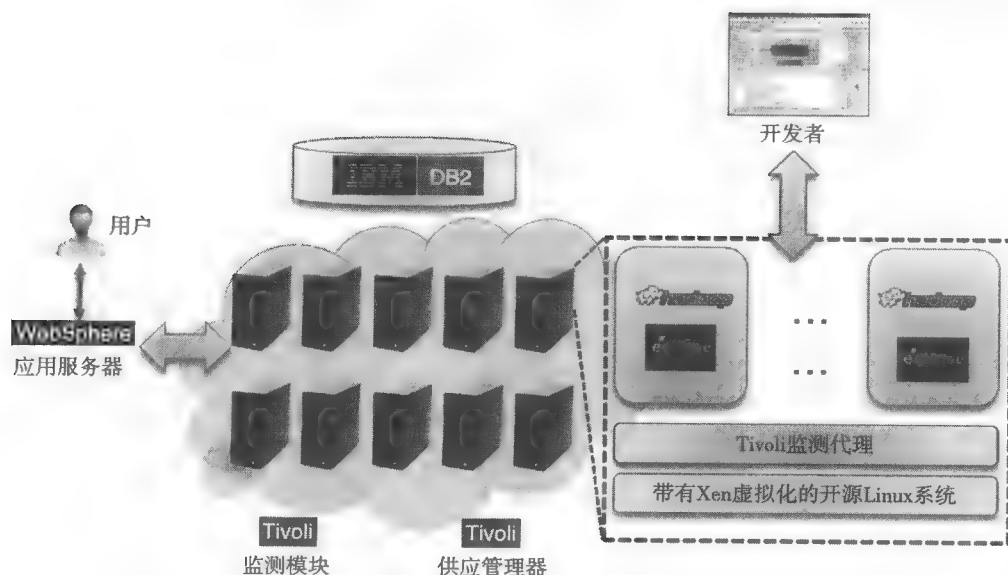 开发者
IBM DB2
用户
WebSphere
应用服务器
Tivoli监测代理
带有Xen虚拟化的开源Linux系统
Tivoli
监测模块
Tivoli
供应管理器